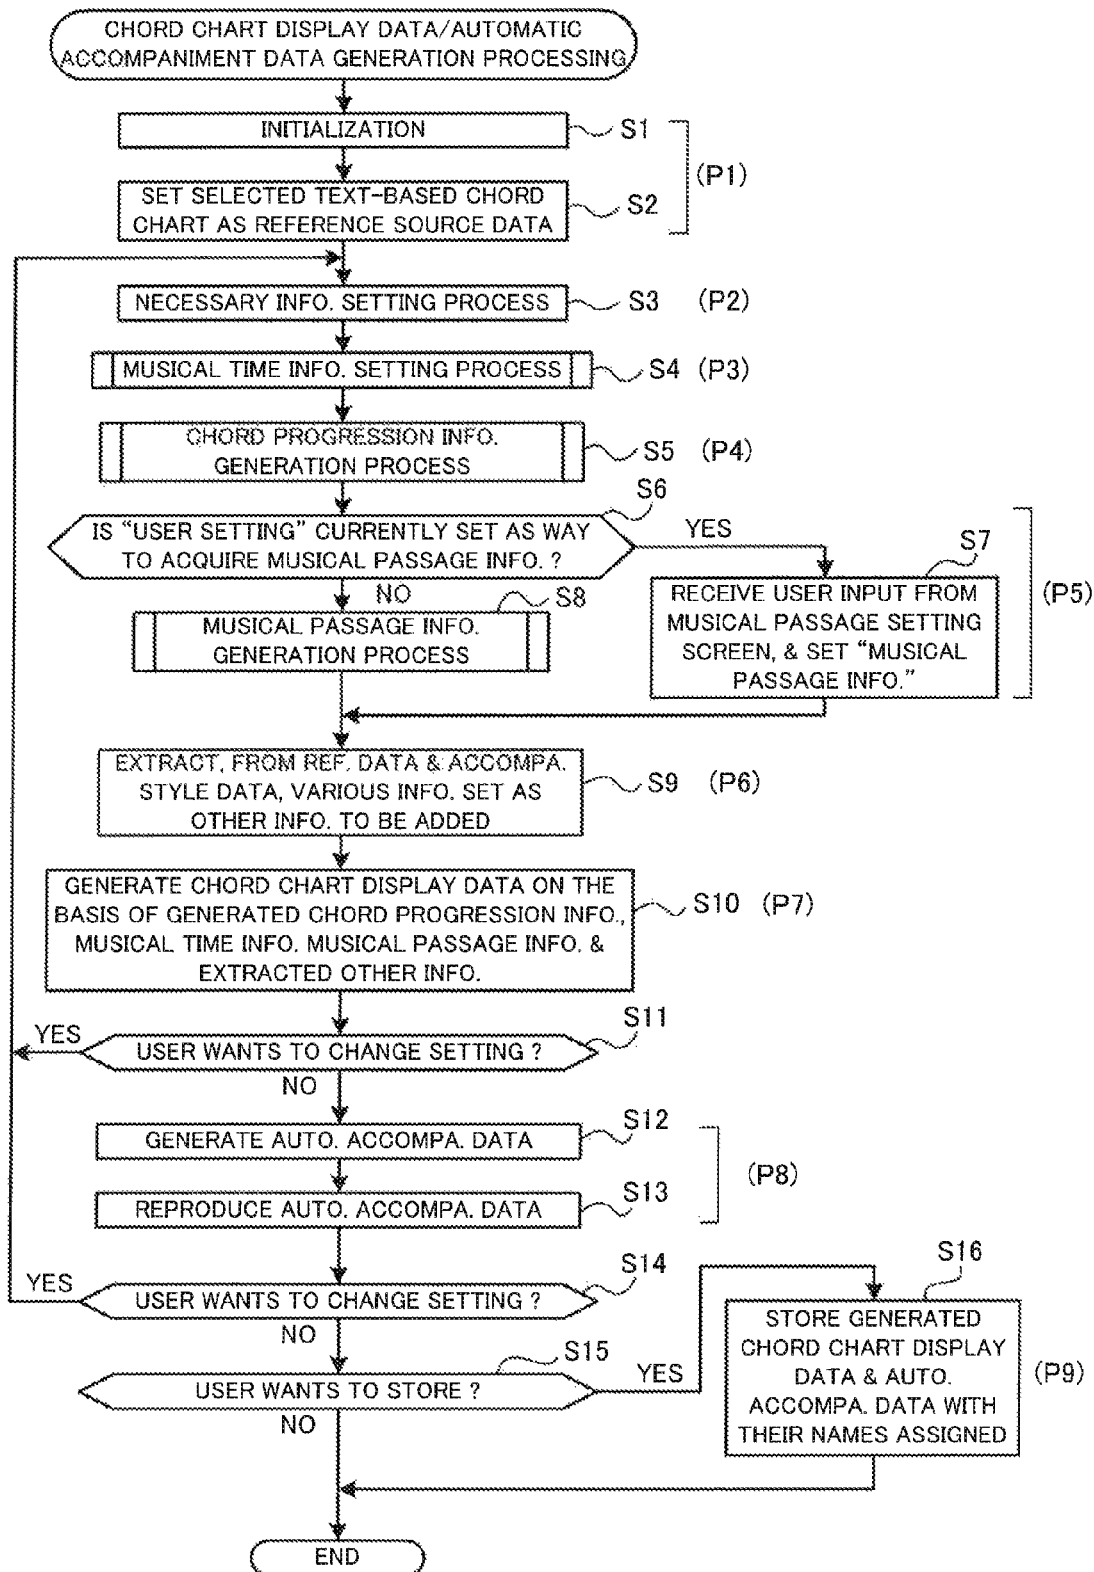 CHORD CHART DISPLAY DATA/AUTOMATIC
ACCOMPANIMENT DATA GENERATION PROCESSING
INITIALIZATION
S1
(P1)
SET SELECTED TEXT-BASED CHORD
CHART AS REFERENCE SOURCE DATA
S2
NECESSARY INFO. SETTING PROCESS
S3 (P2)
MUSICAL TIME INFO. SETTING PROCESS
S4 (P3)
CHORD PROGRESSION INFO.
GENERATION PROCESS
S5 (P4)
S6
IS “USER SETTING” CURRENTLY SET AS WAY
TO ACQUIRE MUSICAL PASSAGE INFO. ?
YES
NO
S7
RECEIVE USER INPUT FROM
MUSICAL PASSAGE SETTING
SCREEN, & SET “MUSICAL
PASSAGE INFO.”
(P5)
S8
MUSICAL PASSAGE INFO.
GENERATION PROCESS
EXTRACT, FROM REF. DATA & ACCOMPA.
STYLE DATA, VARIOUS INFO. SET AS
OTHER INFO. TO BE ADDED
S9 (P6)
GENERATE CHORD CHART DISPLAY DATA ON THE
BASIS OF GENERATED CHORD PROGRESSION INFO.,
MUSICAL TIME INFO. MUSICAL PASSAGE INFO. &
EXTRACTED OTHER INFO.
S10 (P7)
S11
YES
USER WANTS TO CHANGE SETTING ?
NO
S12
GENERATE AUTO. ACCOMPA. DATA
(P8)
S13
REPRODUCE AUTO. ACCOMPA. DATA
S14
YES
USER WANTS TO CHANGE SETTING ?
NO
S15
USER WANTS TO STORE ?
YES
NO
S16
STORE GENERATED
CHORD CHART DISPLAY
DATA & AUTO.
ACCOMPA. DATA WITH
THEIR NAMES ASSIGNED
(P9)
END